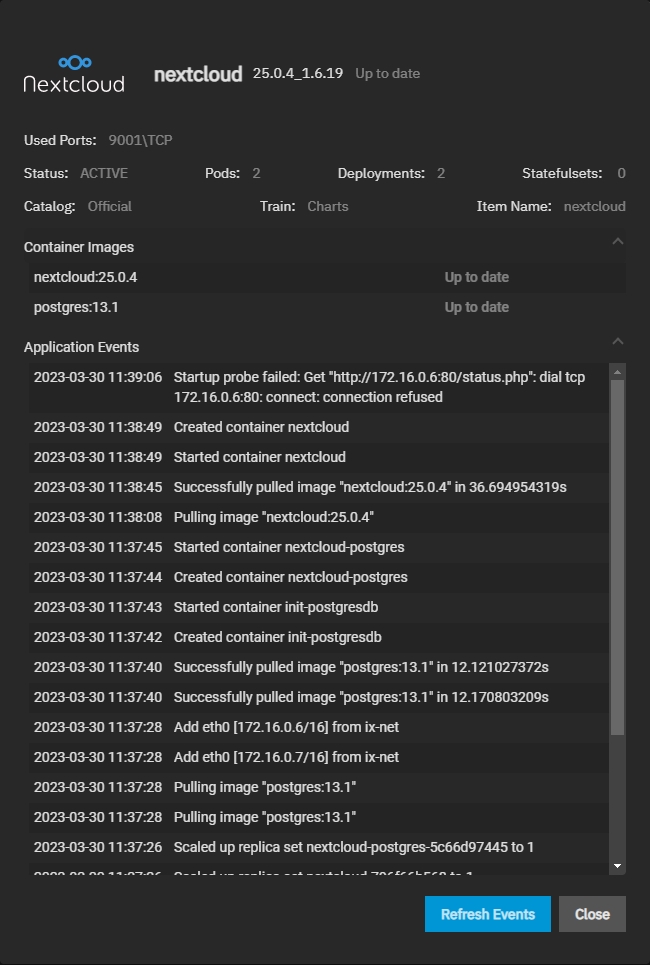 Nextcloud
nextcloud 25.0.4_1.6.19 Up to date
Used Ports: 9001\TCP
Status: ACTIVE Pods: 2 Deployments: 2 Statefulsets: 0
Catalog: Official Train: Charts Item Name: nextcloud
Container Images
nextcloud:25.0.4 Up to date
postgres:13.1 Up to date
Application Events
2023-03-30 11:39:06 Startup probe failed: Get "http://172.16.0.6:80/status.php": dial tcp
172.16.0.6:80: connect: connection refused
2023-03-30 11:38:49 Created container nextcloud
2023-03-30 11:38:49 Started container nextcloud
2023-03-30 11:38:45 Successfully pulled image "nextcloud:25.0.4" in 36.694954319s
2023-03-30 11:38:08 Pulling image "nextcloud:25.0.4"
2023-03-30 11:37:45 Started container nextcloud-postgres
2023-03-30 11:37:44 Created container nextcloud-postgres
2023-03-30 11:37:43 Started container init-postgresdb
2023-03-30 11:37:42 Created container init-postgresdb
2023-03-30 11:37:40 Successfully pulled image "postgres:13.1" in 12.121027372s
2023-03-30 11:37:40 Successfully pulled image "postgres:13.1" in 12.170803209s
2023-03-30 11:37:28 Add eth0 [172.16.0.6/16] from ix-net
2023-03-30 11:37:28 Add eth0 [172.16.0.7/16] from ix-net
2023-03-30 11:37:28 Pulling image "postgres:13.1"
2023-03-30 11:37:28 Pulling image "postgres:13.1"
2023-03-30 11:37:26 Scaled up replica set nextcloud-postgres-5c66d97445 to 1
Scaled up replica set to 1
Refresh Events Close